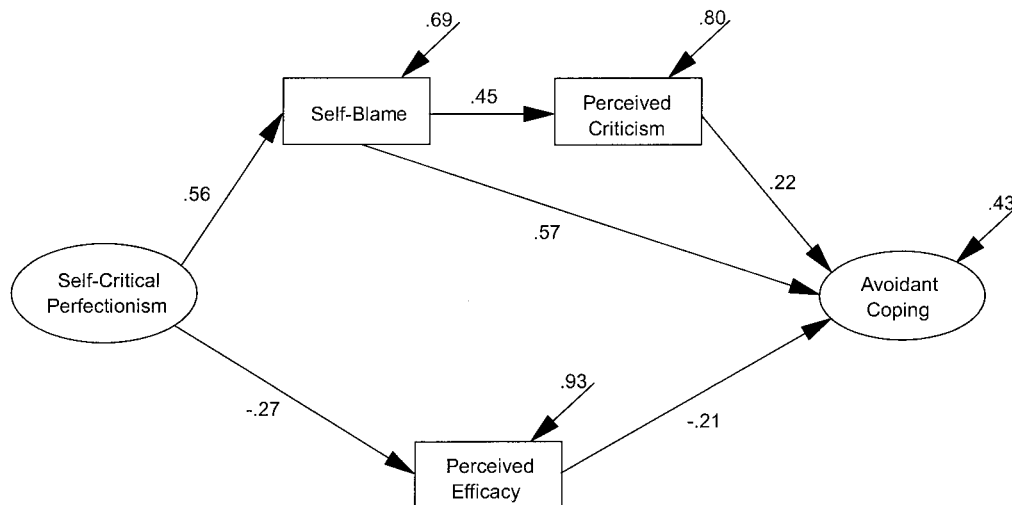 .69
.80
Self-Blame
.45
Perceived
Criticism
.56
.22
.57
.43
Self-Critical
Perfectionism
Avoidant
Coping
-.27
.93
-.21
Perceived
Efficacy